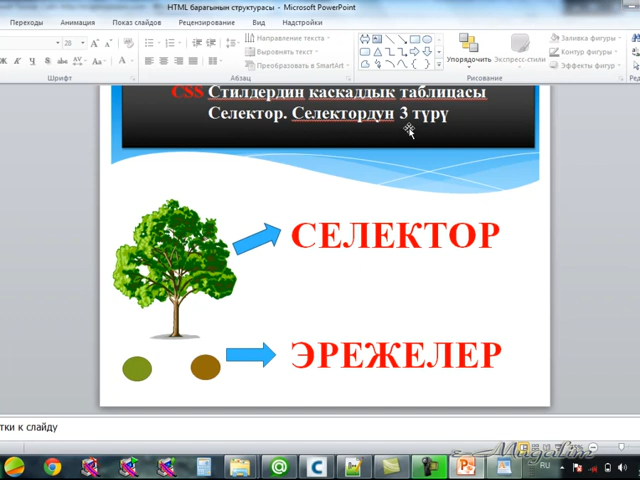 HTML барагынын структурасы - Microsoft PowerPoint
Переходы Анимация Показ слайдов Рецензирование Вид Надстройки
28
Направление текста
Выровнять текст
Преобразовать в SmartArt
Упорядочить
Экспресс-стили
Заливка фигуры
Контур фигуры
Эффекты фигур
Шрифт
Абзац
Рисование
CSS Стилдердин каскаддык таблицасы
Селектор. Селектордун 3 түрү
СЕЛЕКТОР
ЭРЕЖЕЛЕР
тки к слайду
Mugalim
RU